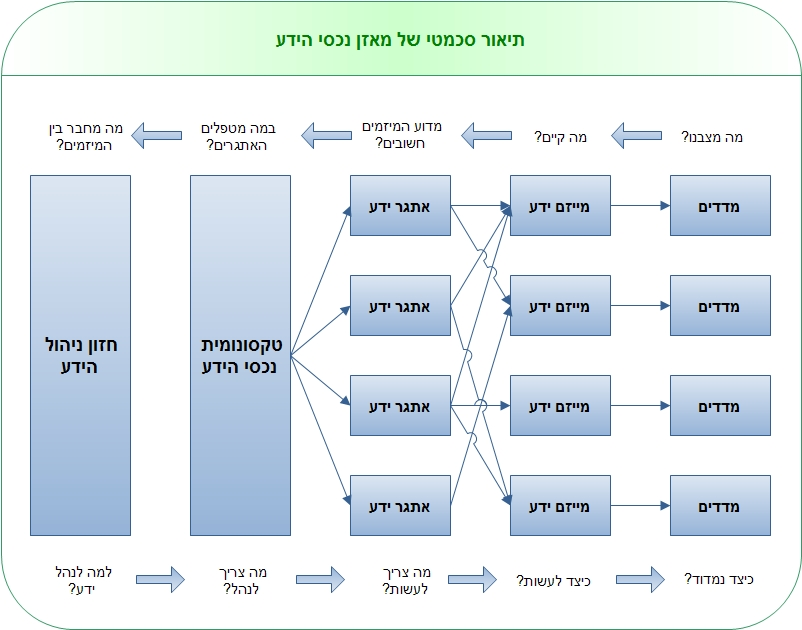 תיאור סכמטי של מאזן נכסי הידע
מה מצבנו?
מה קיים?
מדוע המיזמים
חשובים?
במה מטפלים
האתגרים?
מה מחבר בין
המיזמים?
חזון ניהול
הידע
טקסונומית
נכסי הידע
אתגר ידע
מייזם ידע
מדדים
אתגר ידע
מייזם ידע
מדדים
אתגר ידע
מייזם ידע
מדדים
אתגר ידע
מייזם ידע
מדדים
למה לנהל
ידע?
מה צריך
לנהל?
מה צריך
לעשות?
כיצד לעשות?
כיצד נמדוד?